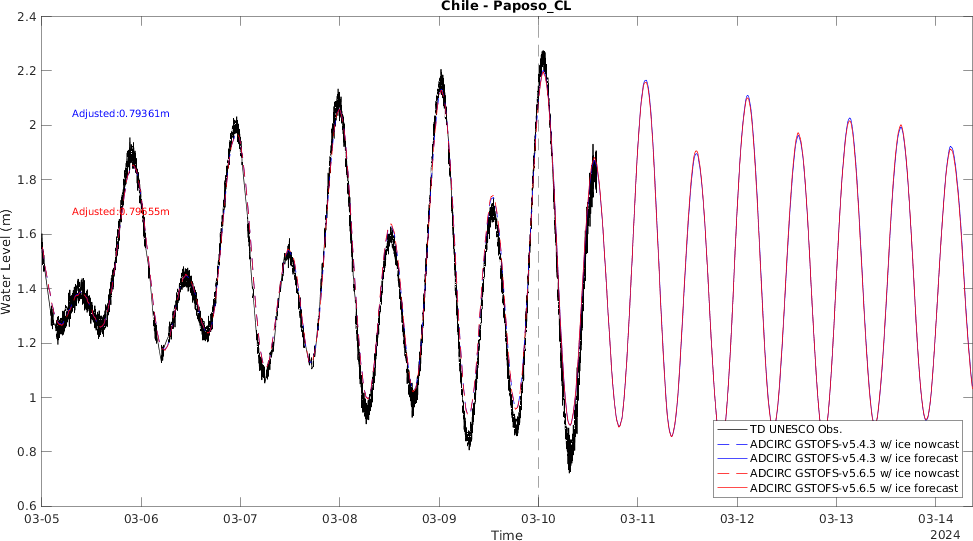 Chile - Paposo_CL
2.4
2.2
2
1.8
1.6
1.4
1.2
1
0.8
0.6
Water Level (m)
Adjusted:0.79361m
Adjusted:0.79655m
TD UNESCO Obs.
ADCIRC GSTOFS-v5.4.3 w/ ice nowcast
ADCIRC GSTOFS-v5.4.3 w/ ice forecast
ADCIRC GSTOFS-v5.6.5 w/ ice nowcast
ADCIRC GSTOFS-v5.6.5 w/ ice forecast
03-05 03-06 03-07 03-08 03-09 03-10 03-11 03-12 03-13 03-14
2024
Time